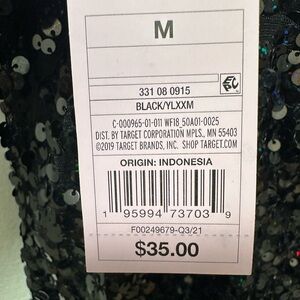 M
331 08 0915
BLACK/YLXXM
C-000965-01-011 WF18_50A01-0025
DIST. BY TARGET CORPORATION MPLS., MN 55403
©2019 TARGET BRANDS, INC. SHOP TARGET.COM
ORIGIN: INDONESIA
1 95994 73703 9
F00249679-Q3/21
$35.00